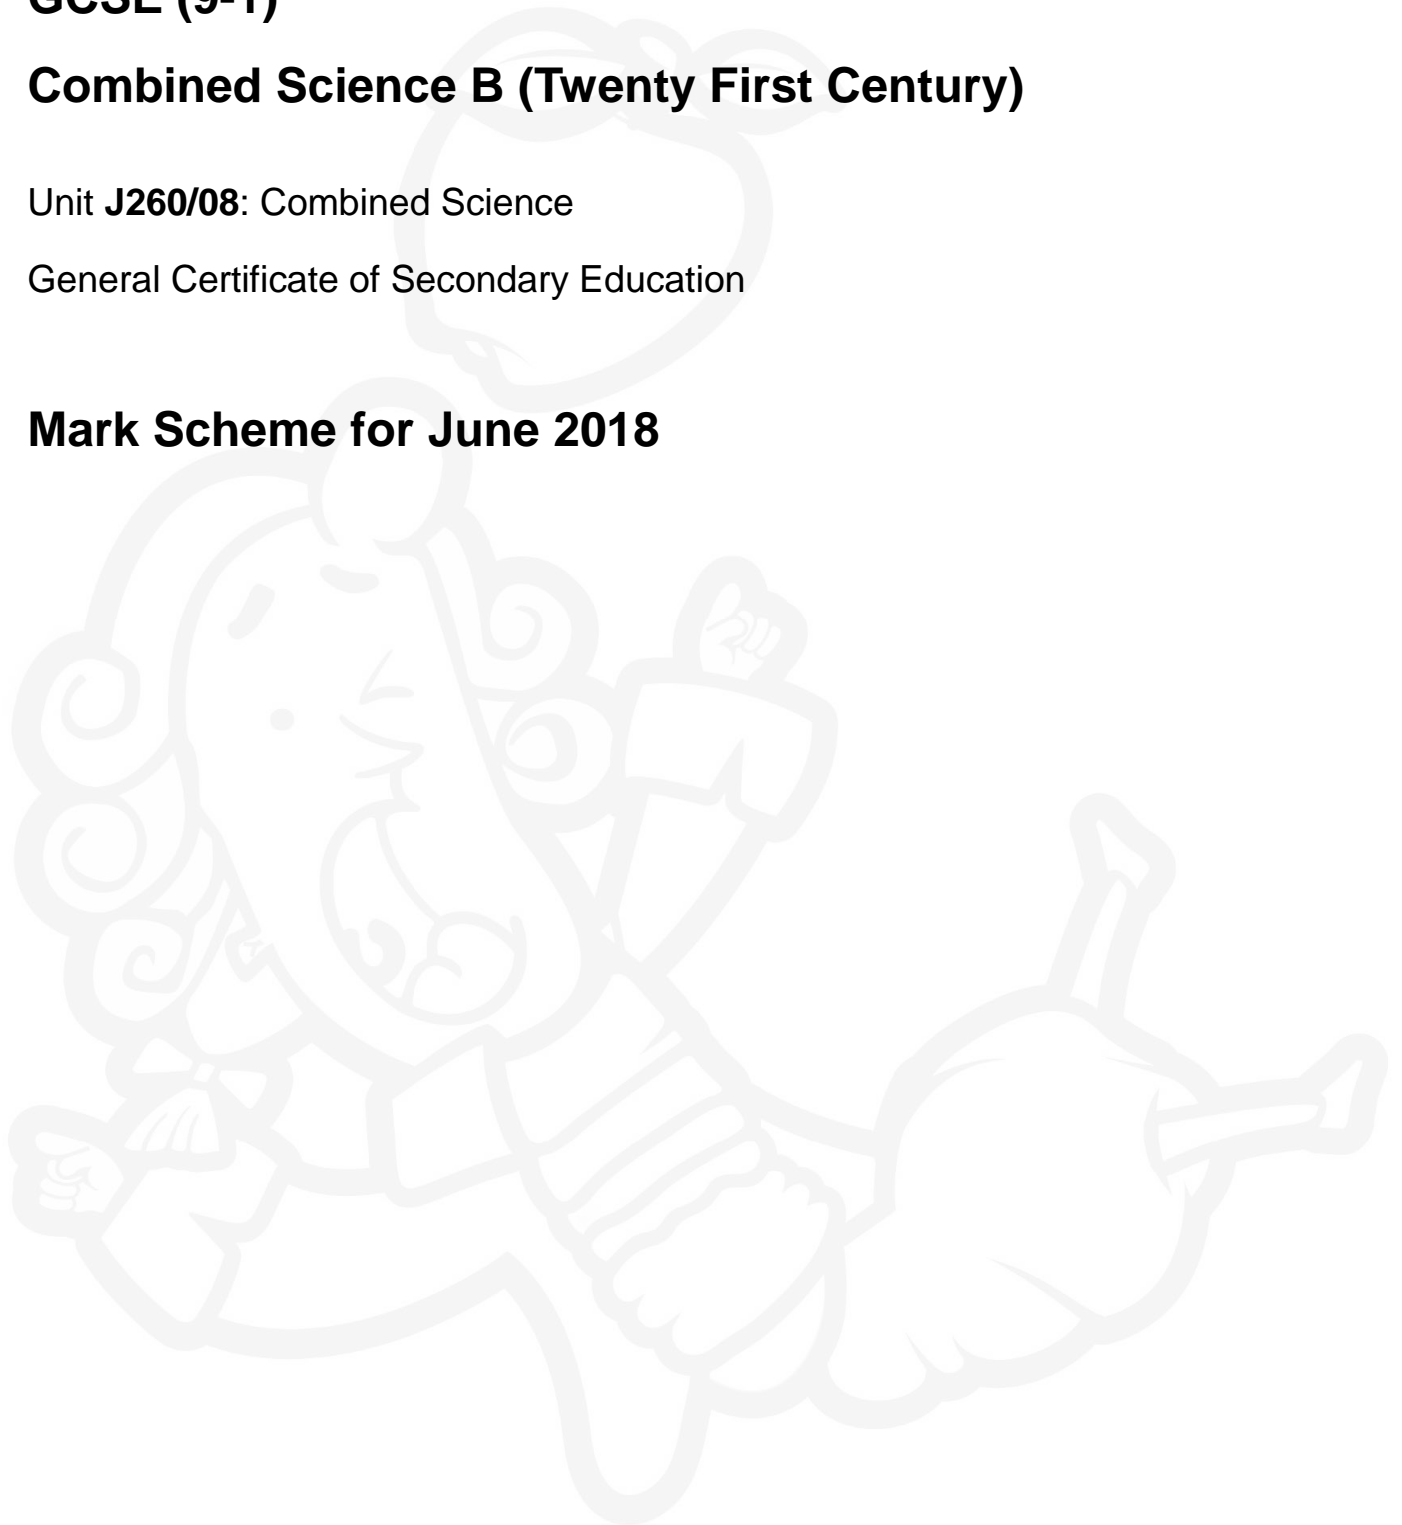 GCSE (9-1)
Combined Science B (Twenty First Century)
Unit J260/08: Combined Science
General Certificate of Secondary Education
Mark Scheme for June 2018